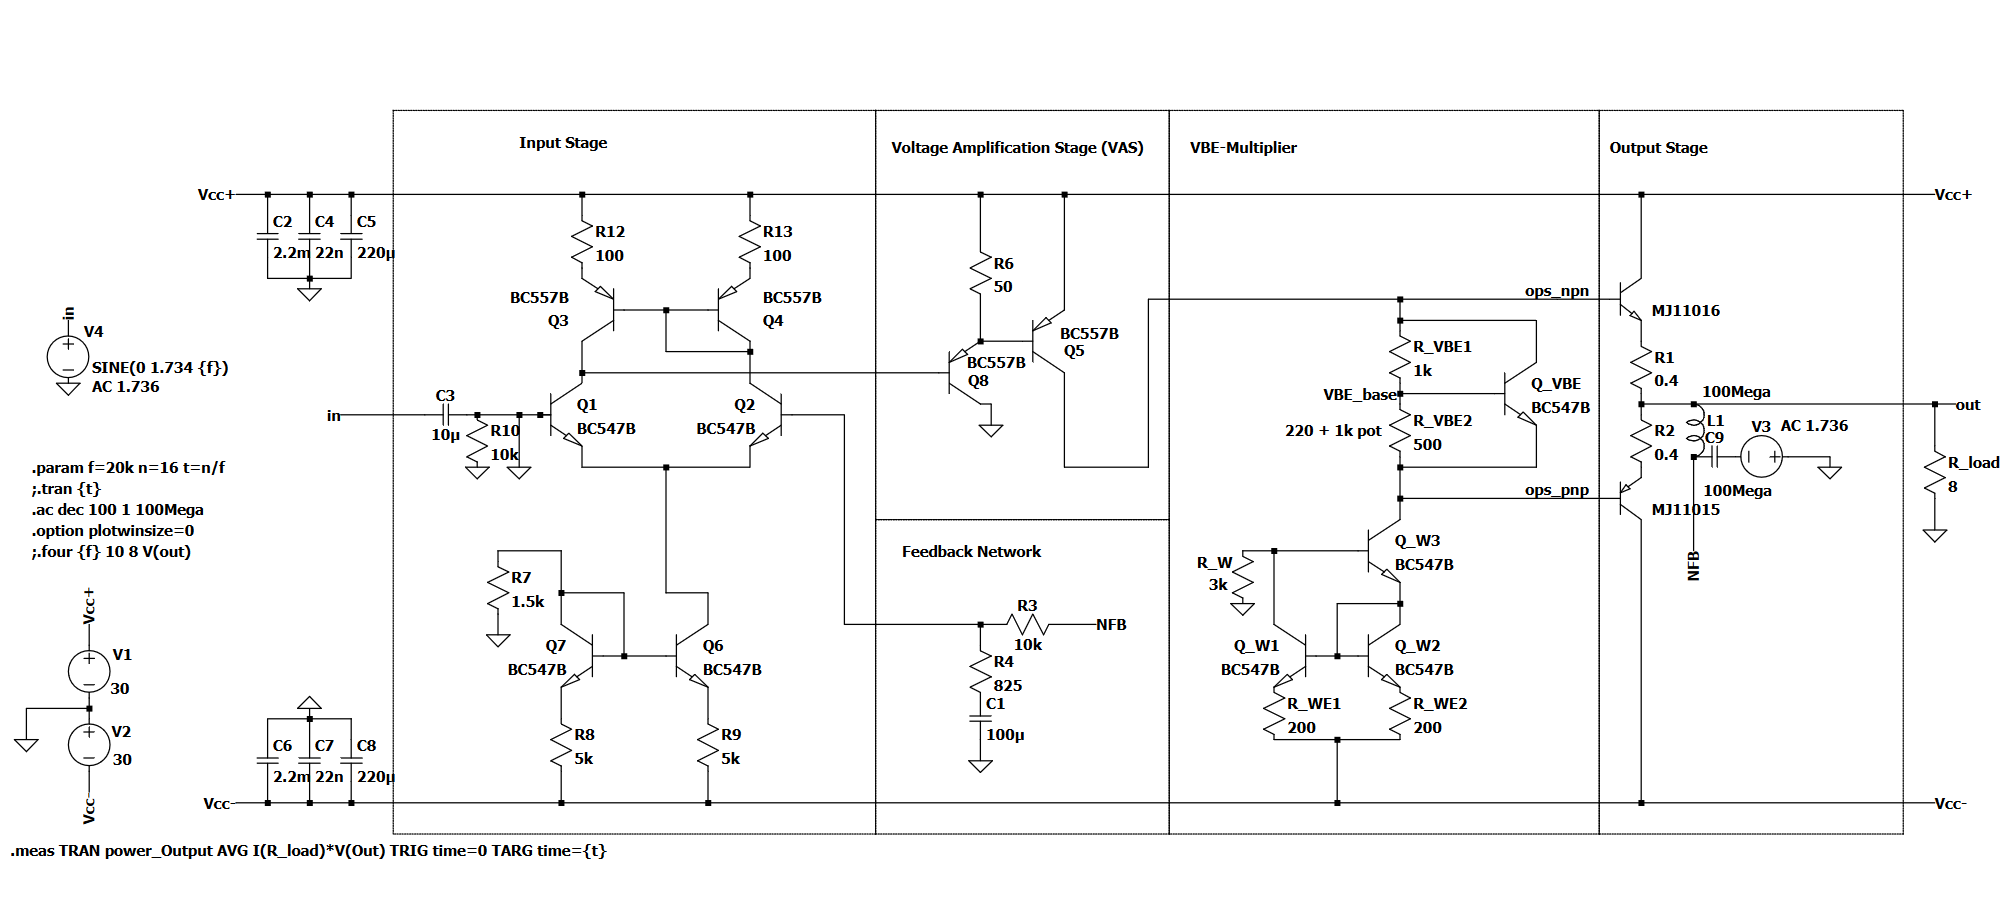 Input Stage
Voltage Amplification Stage (VAS)
VBE-Multiplier
Output Stage
Vcc+
Vcc+
C2
2.2m
C4
22n
C5
220µ
R12
100
R13
100
BC557B
Q3
BC557B
Q4
R6
50
BC557B
Q8
BC557B
Q5
ops_npn
MJ11016
R_VBE1
1k
VBE_base
Q_VBE
BC547B
220 + 1k pot
R_VBE2
500
ops_pnp
MJ11015
R1
0.4
R2
0.4
100Mega
L1
C9
100Mega
V3
AC 1.736
out
R_load
8
NFB
in
V4
SINE(0 1.734 {f})
AC 1.736
in
C3
10µ
R10
10k
Q1
BC547B
Q2
BC547B
.param f=20k n=16 t=n/f
;.tran {t}
.ac dec 100 1 100Mega
.option plotwinsize=0
;.four {f} 10 8 V(out)
Feedback Network
R3
10k
NFB
R4
825
C1
100µ
R7
1.5k
Q7
BC547B
Q6
BC547B
R8
5k
R9
5k
R_W
3k
Q_W3
BC547B
Q_W1
BC547B
Q_W2
BC547B
R_WE1
200
R_WE2
200
Vcc+
V1
30
V2
30
Vcc-
C6
2.2m
C7
22n
C8
220µ
Vcc-
Vcc-
.meas TRAN power_Output AVG I(R_load)*V(Out) TRIG time=0 TARG time={t}